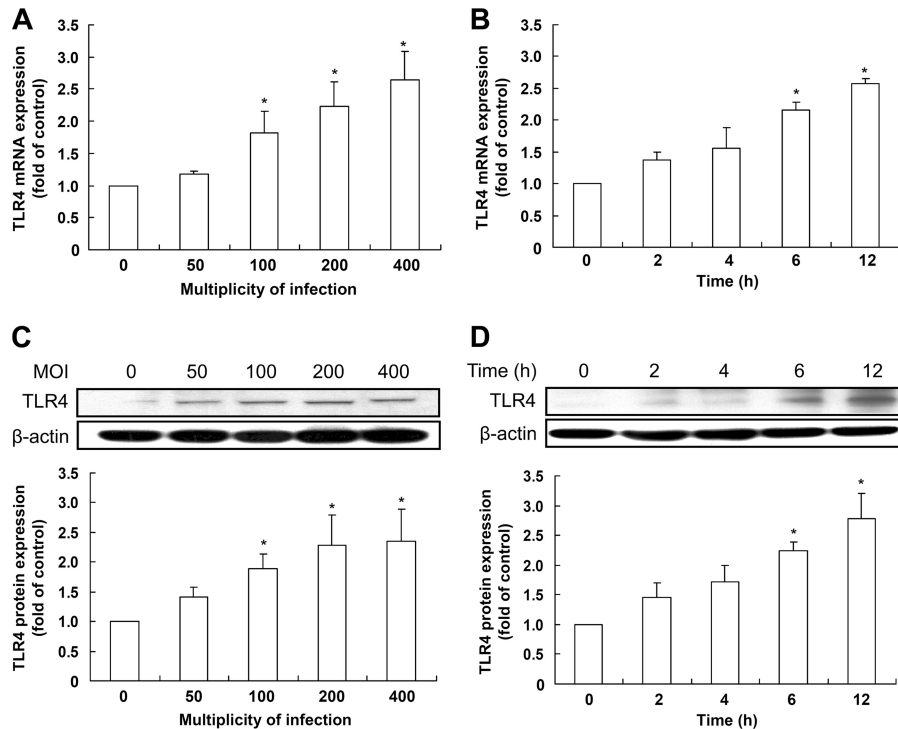 A
TLR4 mRNA expression
(fold of control)
3.5
3.0
2.5
2.0
1.5
1.0
0.5
0
*
*
*
0 50 100 200 400
Multiplicity of infection
B
TLR4 mRNA expression
(fold of control)
3.5
3.0
2.5
2.0
1.5
1.0
0.5
0
*
*
0 2 4 6 12
Time (h)
C
MOI 0 50 100 200 400
TLR4
β-actin
TLR4 protein expression
(fold of control)
3.5
3.0
2.5
2.0
1.5
1.0
0.5
0.0
*
*
*
0 50 100 200 400
Multiplicity of infection
D
Time (h) 0 2 4 6 12
TLR4
β-actin
TLR4 protein expression
(fold of control)
3.5
3.0
2.5
2.0
1.5
1.0
0.5
0.0
*
*
0 2 4 6 12
Time (h)